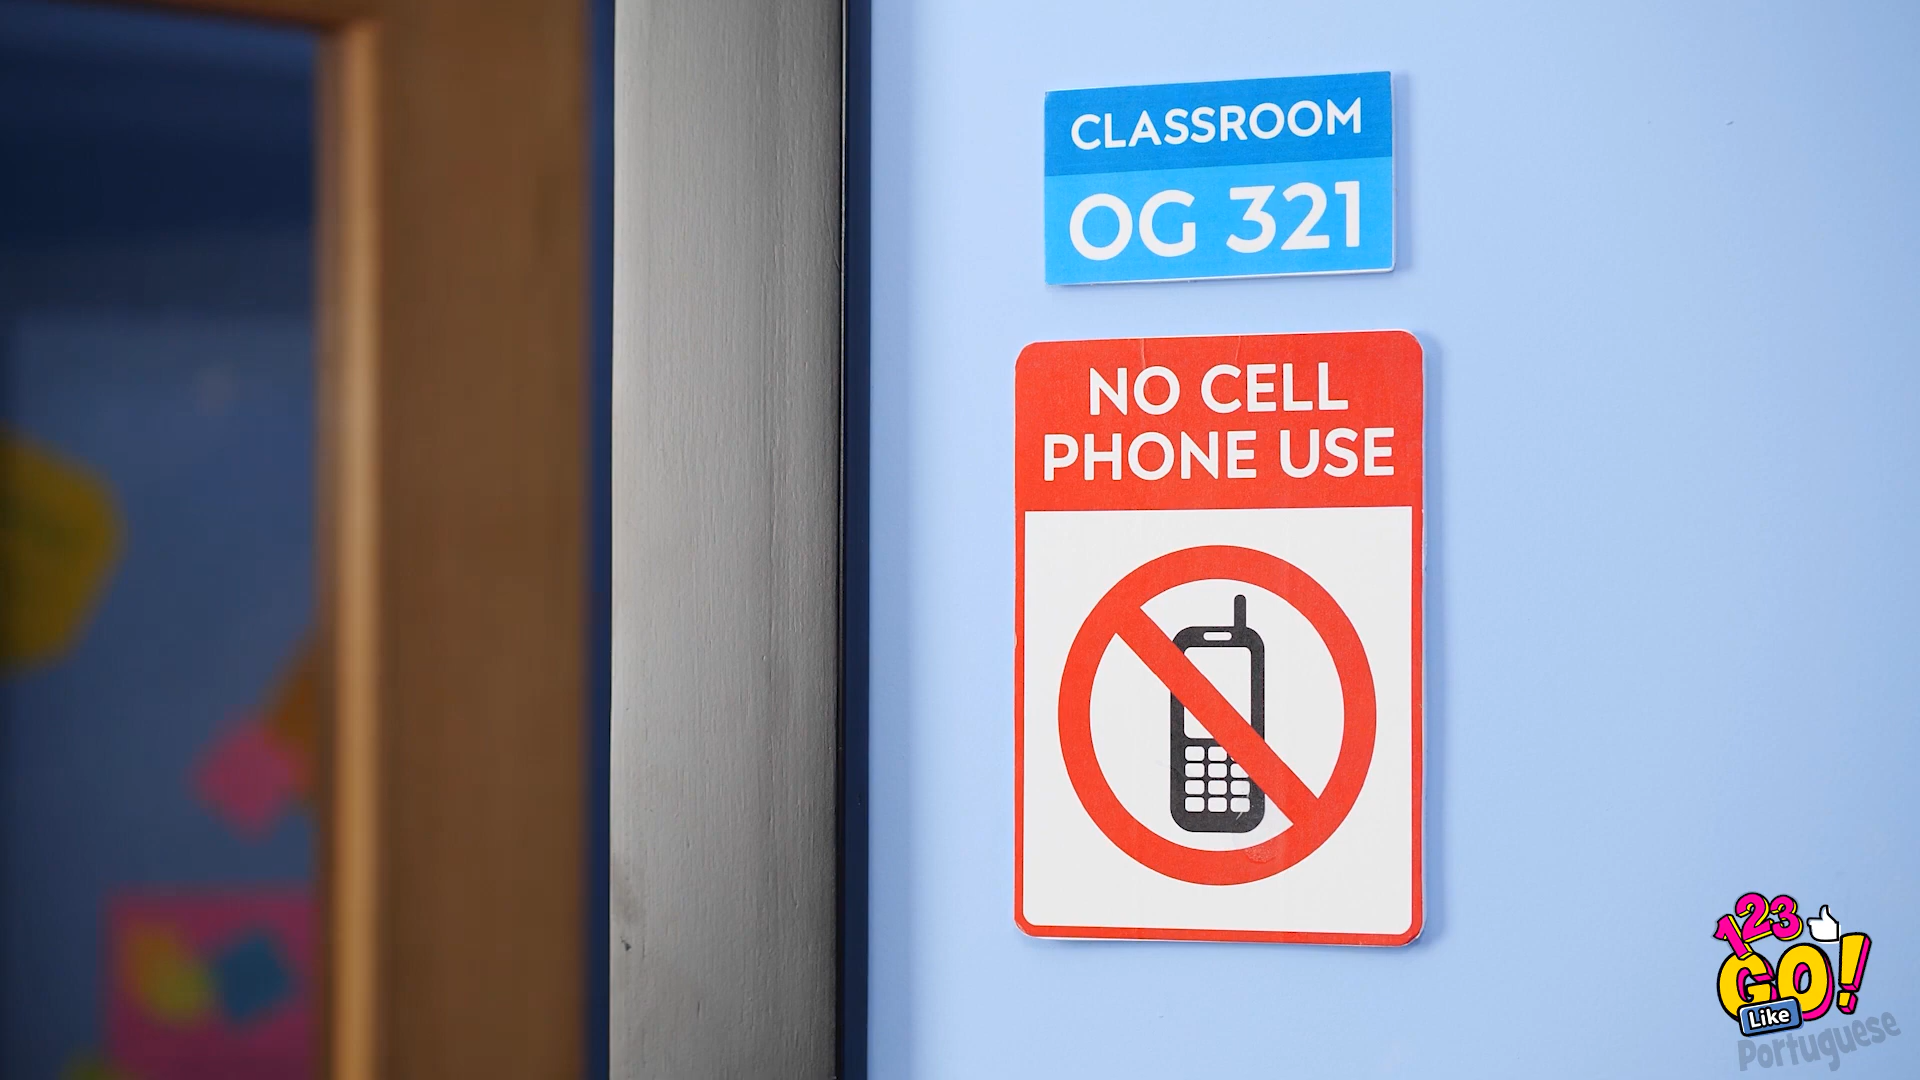 CLASSROOM
OG 321
NO CELL
PHONE USE
123
GO!
Like
Portuguese